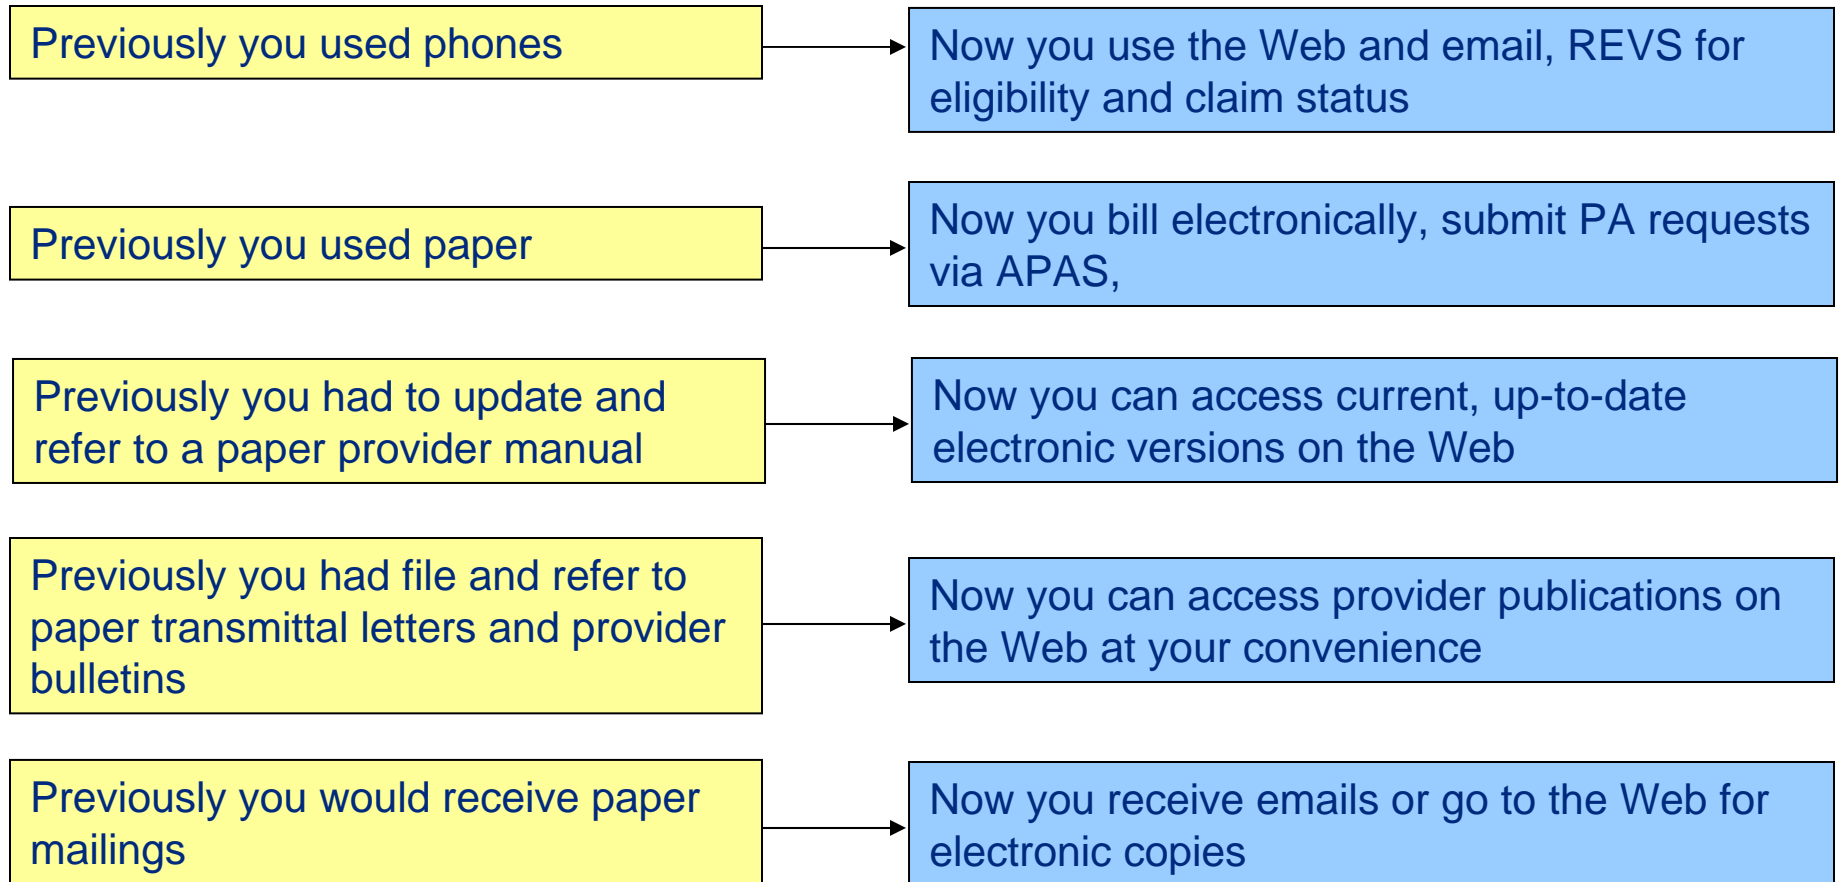 Previously you used phones
Now you use the Web and email, REVS for
eligibility and claim status
Previously you used paper
Now you bill electronically, submit PA requests
via APAS,
Previously you had to update and
refer to a paper provider manual
Now you can access current, up-to-date
electronic versions on the Web
Previously you had file and refer to
paper transmittal letters and provider
bulletins
Now you can access provider publications on
the Web at your convenience
Previously you would receive paper
mailings
Now you receive emails or go to the Web for
electronic copies